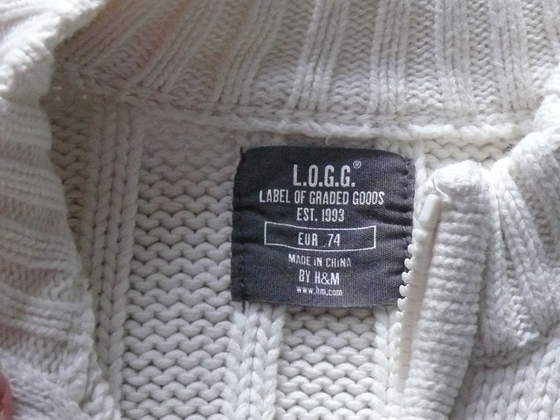 L.O.G.G.®
LABEL OF GRADED GOODS
EST. 1993
EUR 74
MADE IN CHINA
BY H&M
www.hm.com